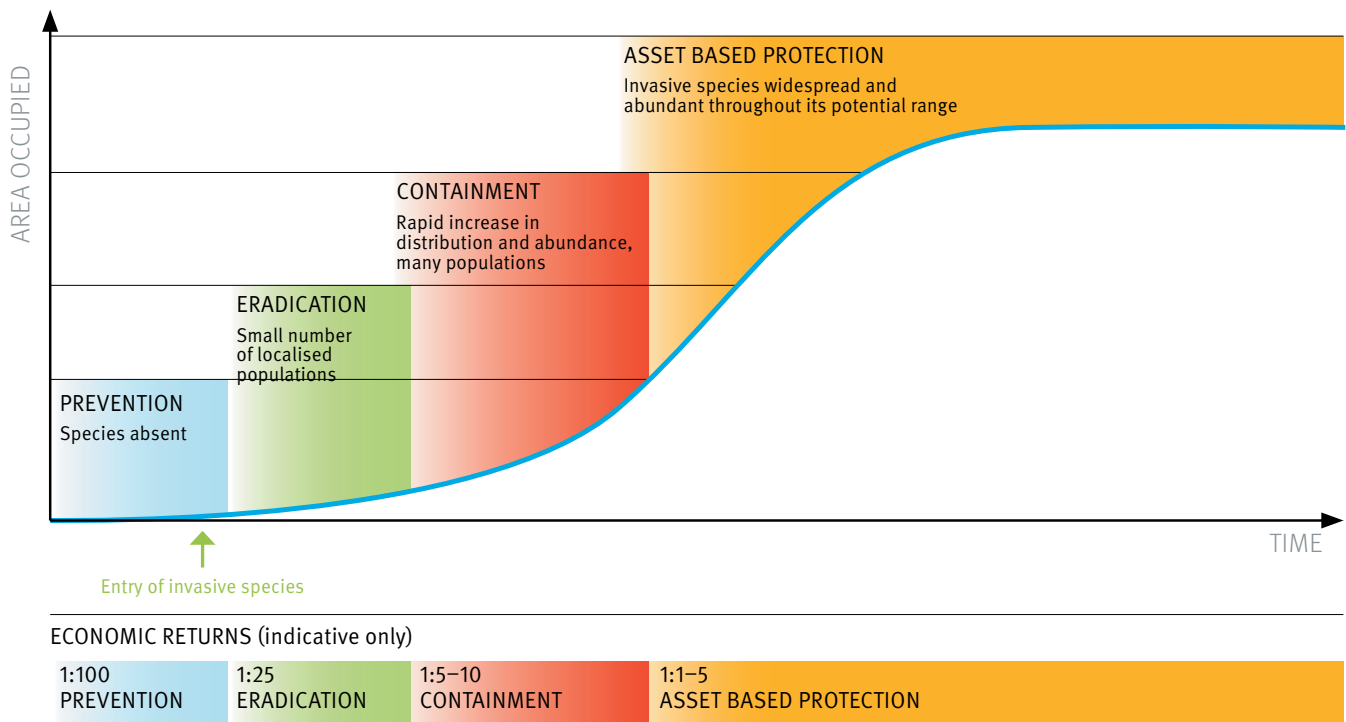 AREA OCCUPIED
ASSET BASED PROTECTION
Invasive species widespread and
abundant throughout its potential range
CONTAINMENT
Rapid increase in
distribution and abundance,
many populations
ERADICATION
Small number
of localised
populations
PREVENTION
Species absent
TIME
Entry of invasive species
ECONOMIC RETURNS (indicative only)
1:100
PREVENTION
1:25
ERADICATION
1:5–10
CONTAINMENT
1:1–5
ASSET BASED PROTECTION